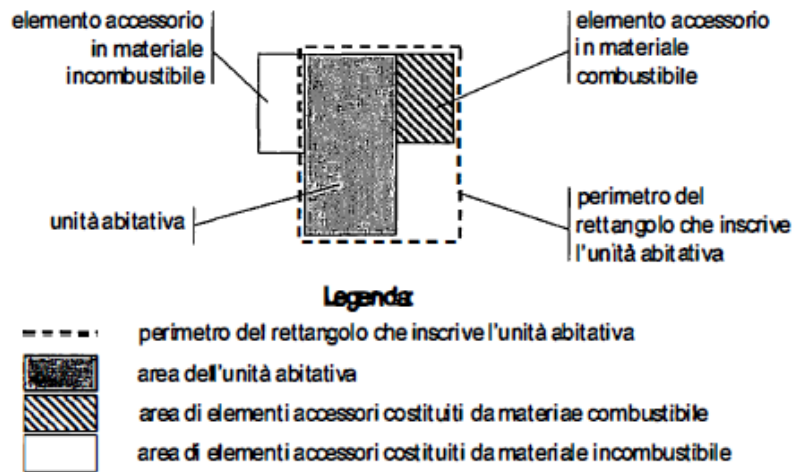 elemento accessorio
in materiale
incombustibile
elemento accessorio
in materiale
combustibile
unità abitativa
perimetro del
rettangolo che inscrive
l'unità abitativa
Legenda:
perimetro del rettangolo che inscrive l'unità abitativa
area dell'unità abitativa
area di elementi accessori costituiti da materiae combustibile
area di elementi accessori costituiti da materiale incombustibile